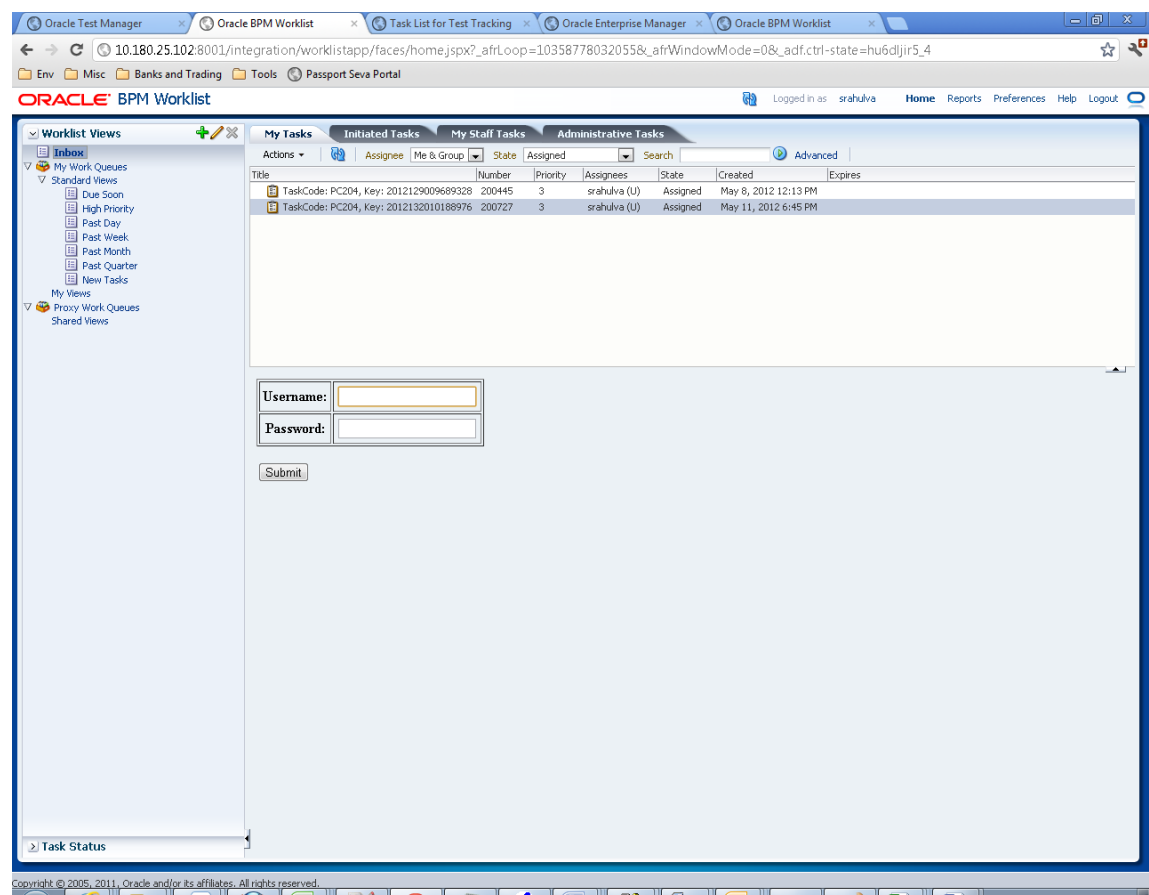 Oracle Test Manager Oracle BPM Worklist Task List for Test Tracking Oracle Enterprise Manager Oracle BPM Worklist
10.180.25.102:8001/integration/worklistapp/faces/home.jspx?_afrLoop=10358778032055&_afrWindowMode=0&_adf.ctrl-state=hu6dljir5_4
Env Misc Banks and Trading Tools Passport Seva Portal
ORACLE BPM Worklist
Logged in as srahulva Home Reports Preferences Help Logout
Worklist Views
Inbox
My Work Queues
Standard Views
Due Soon
High Priority
Past Day
Past Week
Past Month
Past Quarter
New Tasks
My Views
Proxy Work Queues
Shared Views
Task Status
My Tasks Initiated Tasks My Staff Tasks Administrative Tasks
Actions Assignee Me & Group State Assigned Search Advanced
Title Number Priority Assignees State Created Expires
TaskCode: PC204, Key: 2012129009689328 200445 3 srahulva (U) Assigned May 8, 2012 12:13 PM
TaskCode: PC204, Key: 2012132010188976 200727 3 srahulva (U) Assigned May 11, 2012 6:45 PM
Username:
Password:
Submit
Copyright © 2005, 2011, Oracle and/or its affiliates. All rights reserved.